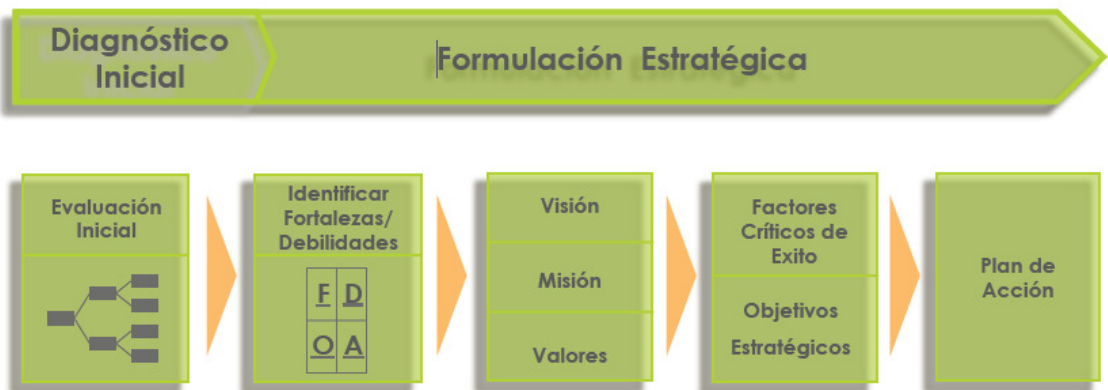 Diagnóstico
Inicial
Formulación Estratégica
Evaluación
Inicial
Identificar
Fortalezas/
Debilidades
F D
O A
Visión
Misión
Valores
Factores
Críticos de
Exito
Objetivos
Estratégicos
Plan de
Acción